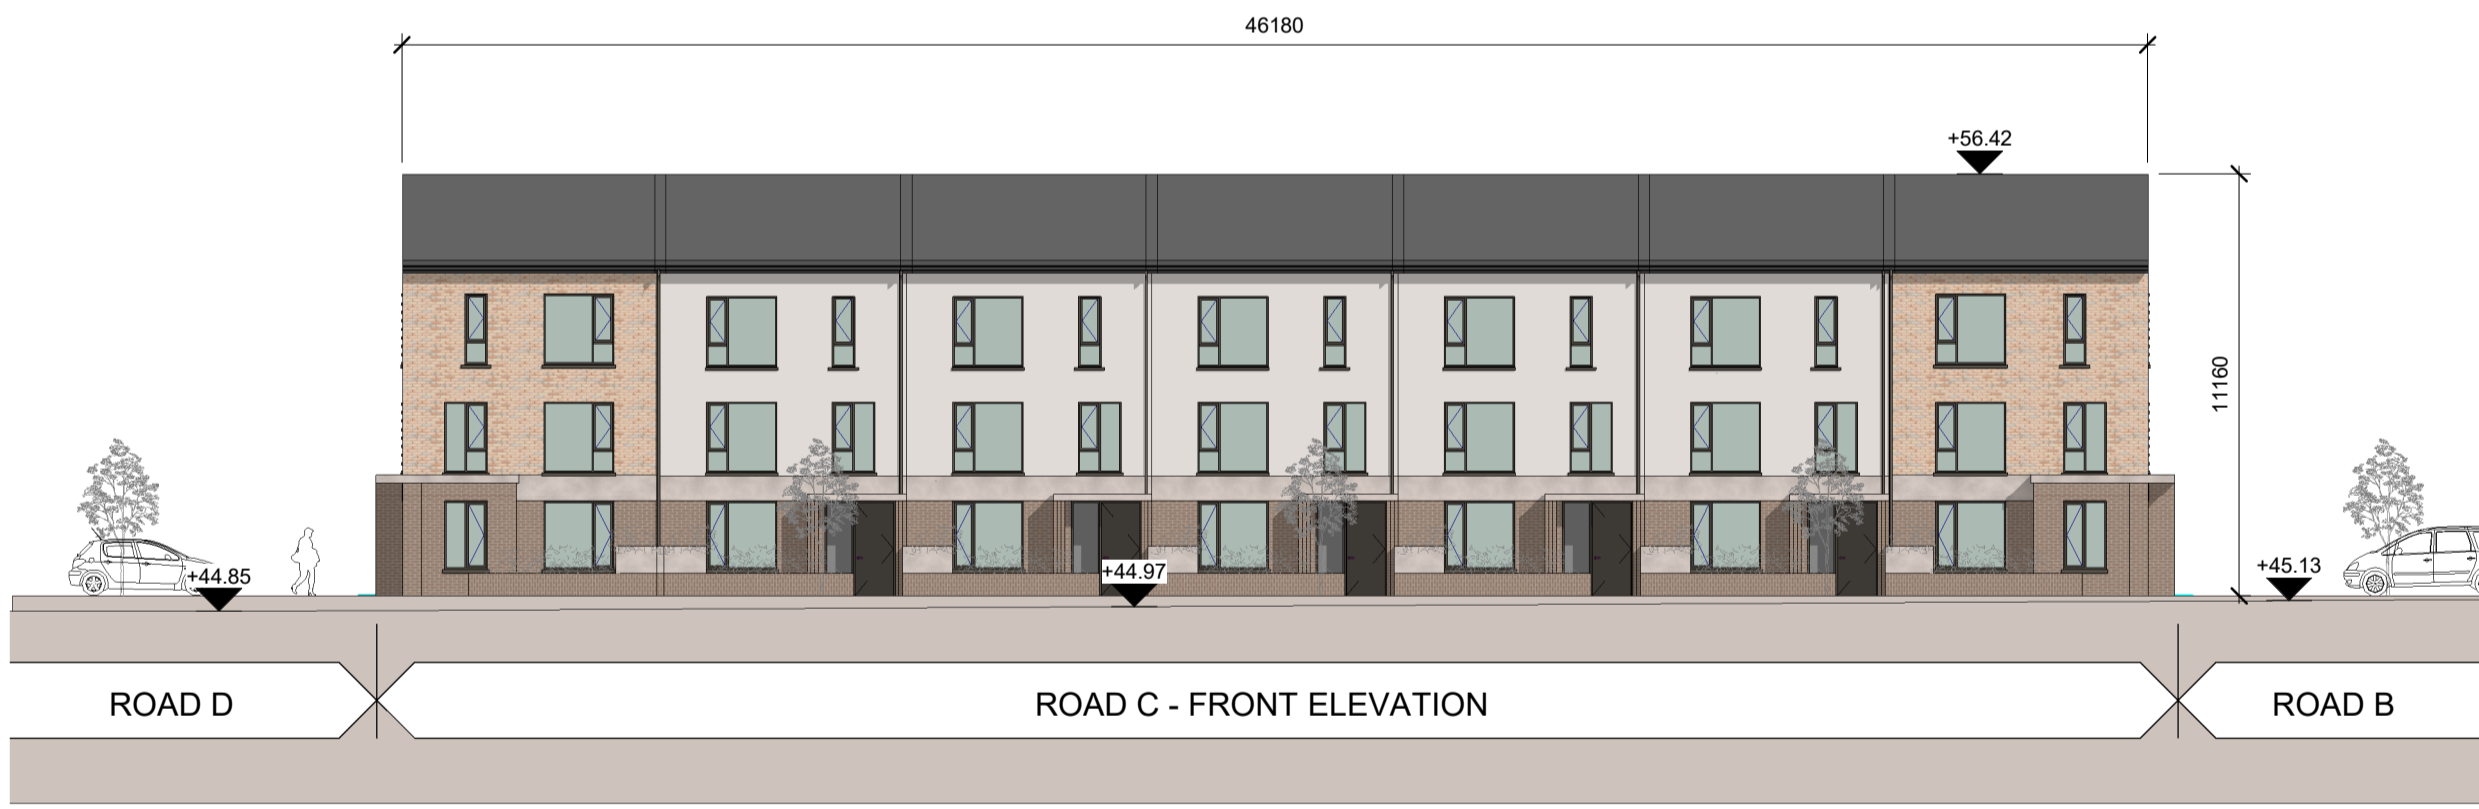 46180
+56.42
11160
+44.85
+44.97
+45.13
ROAD D
ROAD C - FRONT ELEVATION
ROAD B